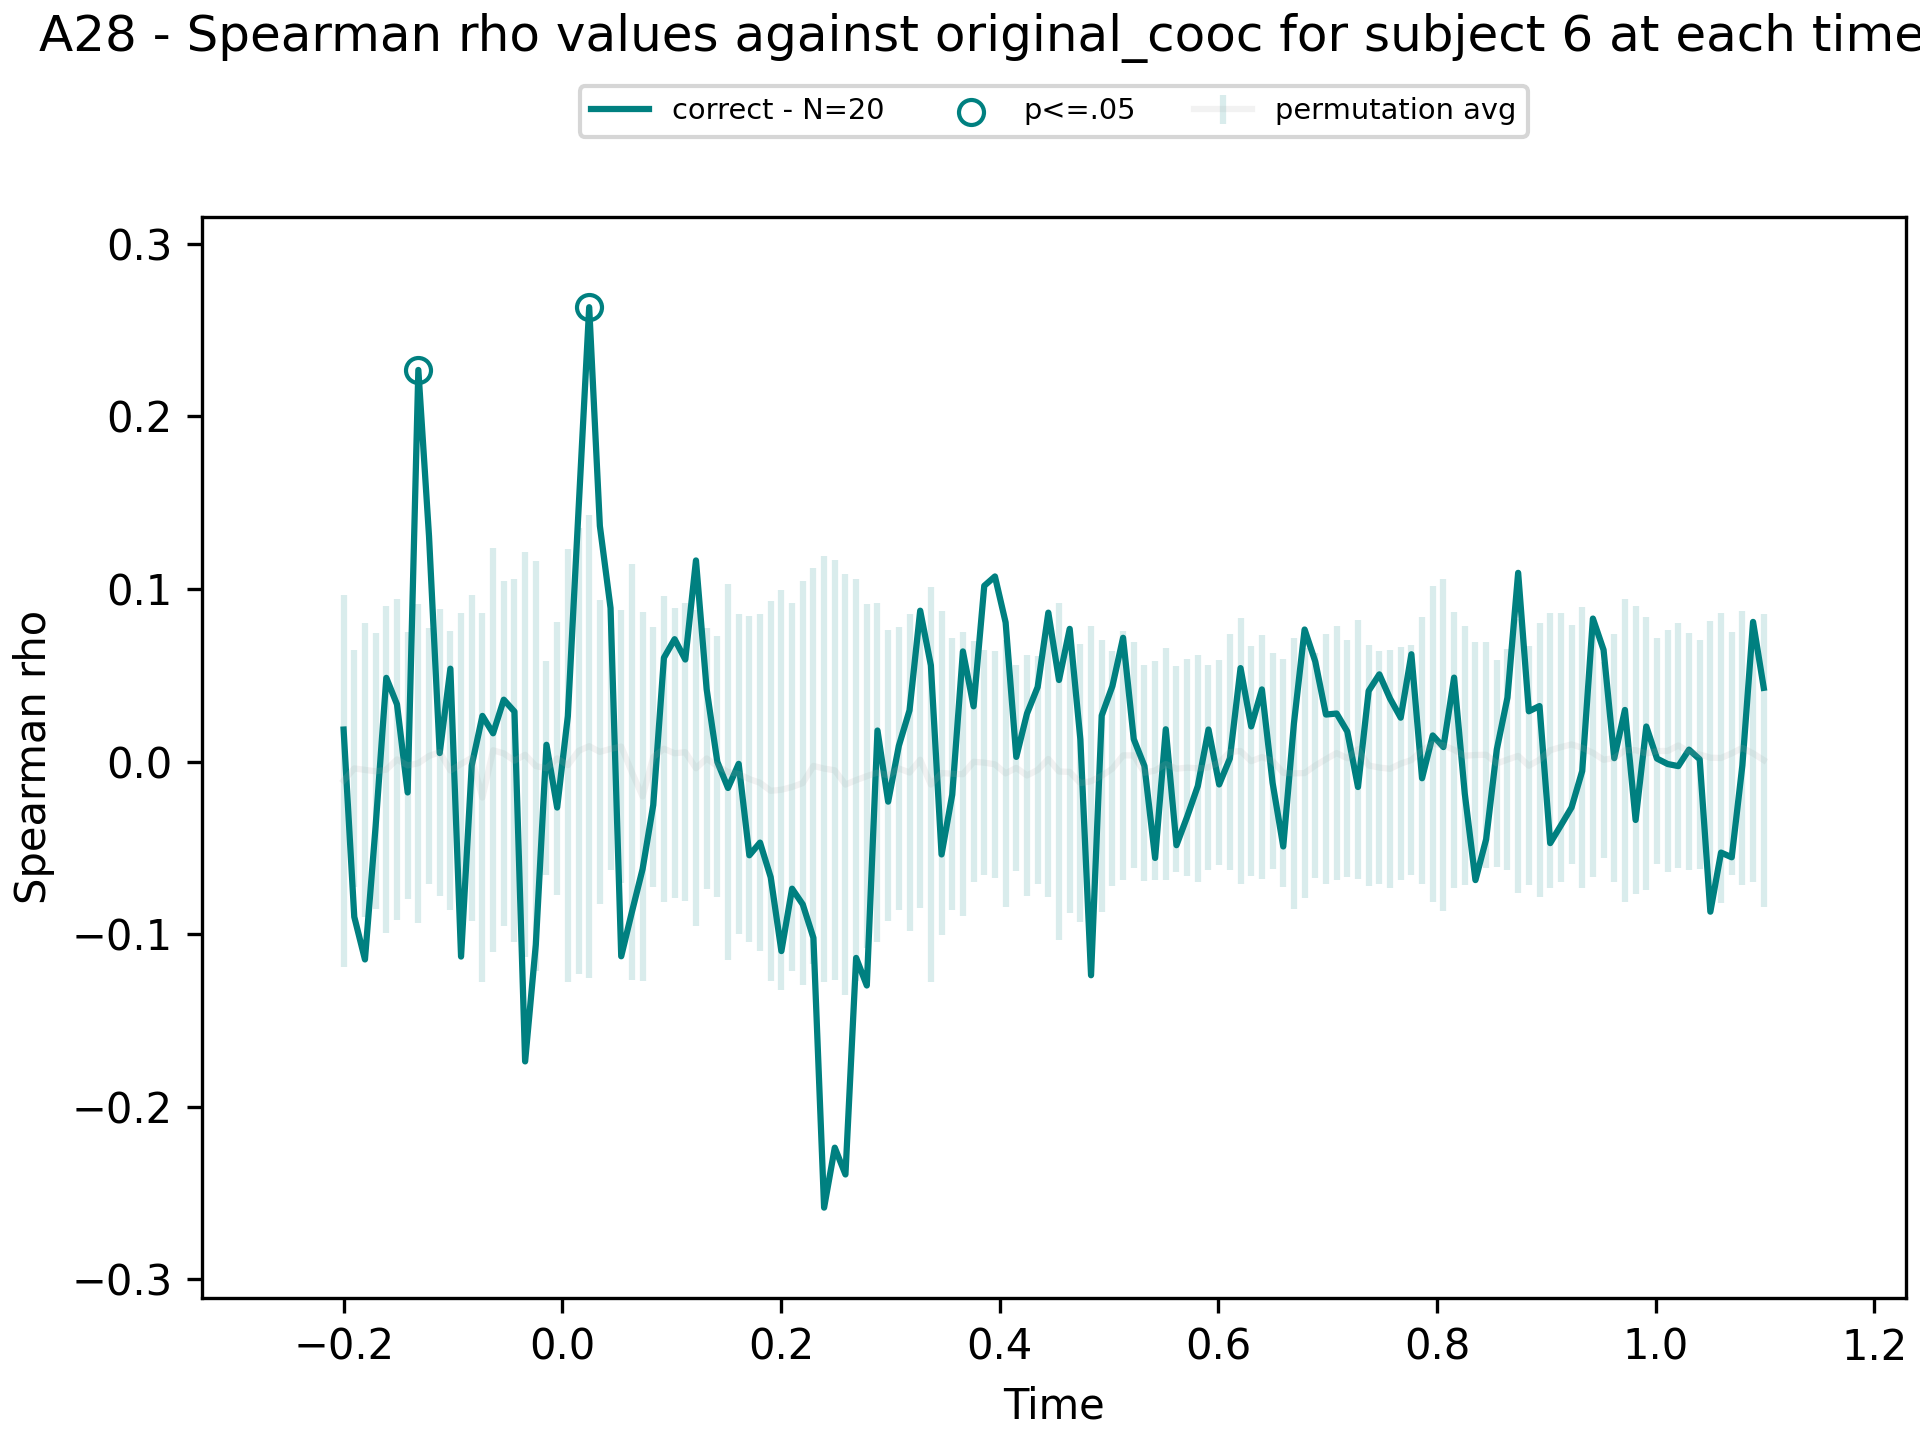 A28 - Spearman rho values against original_cooc for subject 6 at each time
correct - N=20 p<=.05 permutation avg
0.3
0.2
0.1
0.0
−0.1
−0.2
−0.3
Spearman rho
−0.2 0.0 0.2 0.4 0.6 0.8 1.0 1.2
Time